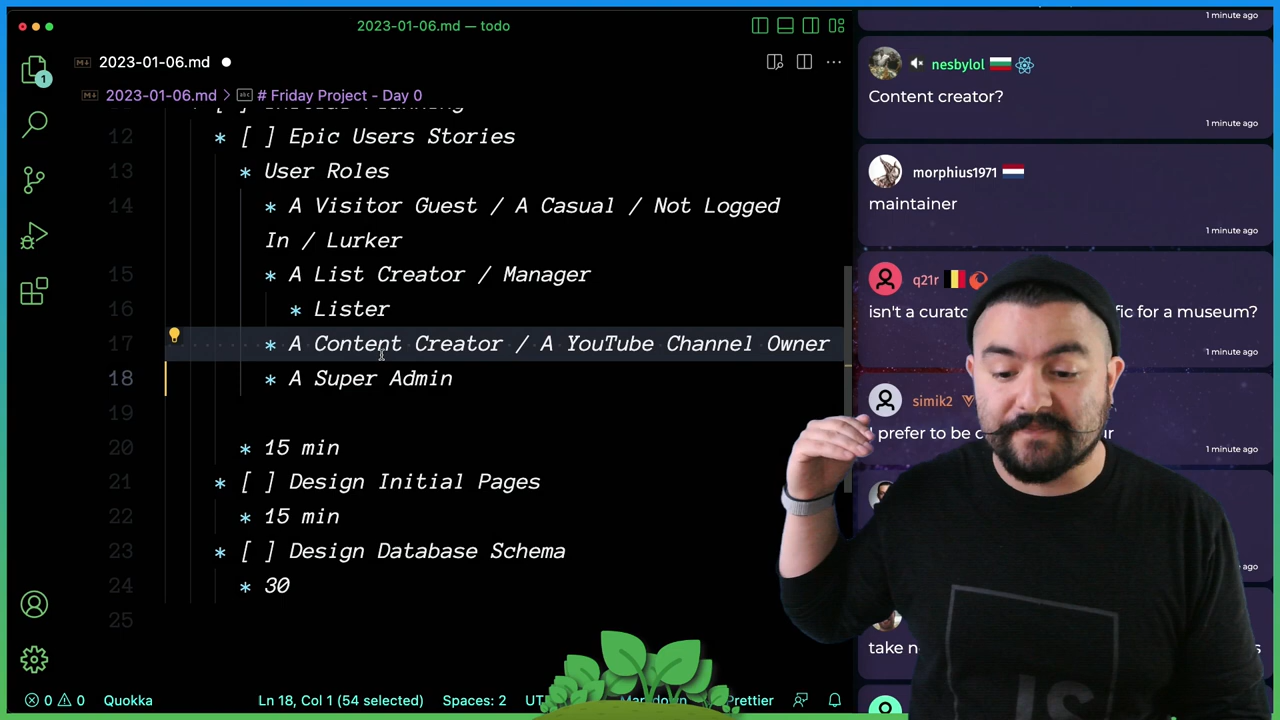 2023-01-06.md — todo
2023-01-06.md
2023-01-06.md > # Friday Project - Day 0
12 * [ ] Epic Users Stories
13 * User Roles
14 * A Visitor Guest / A Casual / Not Logged
In / Lurker
15 * A List Creator / Manager
16 * Lister
17 * A Content Creator / A YouTube Channel Owner
18 * A Super Admin
19
20 * 15 min
21 * [ ] Design Initial Pages
22 * 15 min
23 * [ ] Design Database Schema
24 * 30
25
1
0 0 Quokka Ln 18, Col 1 (54 selected) Spaces: 2 Prettier
1 minute ago
nesbylol
Content creator?
1 minute ago
morphius1971
maintainer
1 minute ago
q21r
isn't a for a museum?
1 minute ago
simik2
I prefer to be
1 minute ago
take
JS